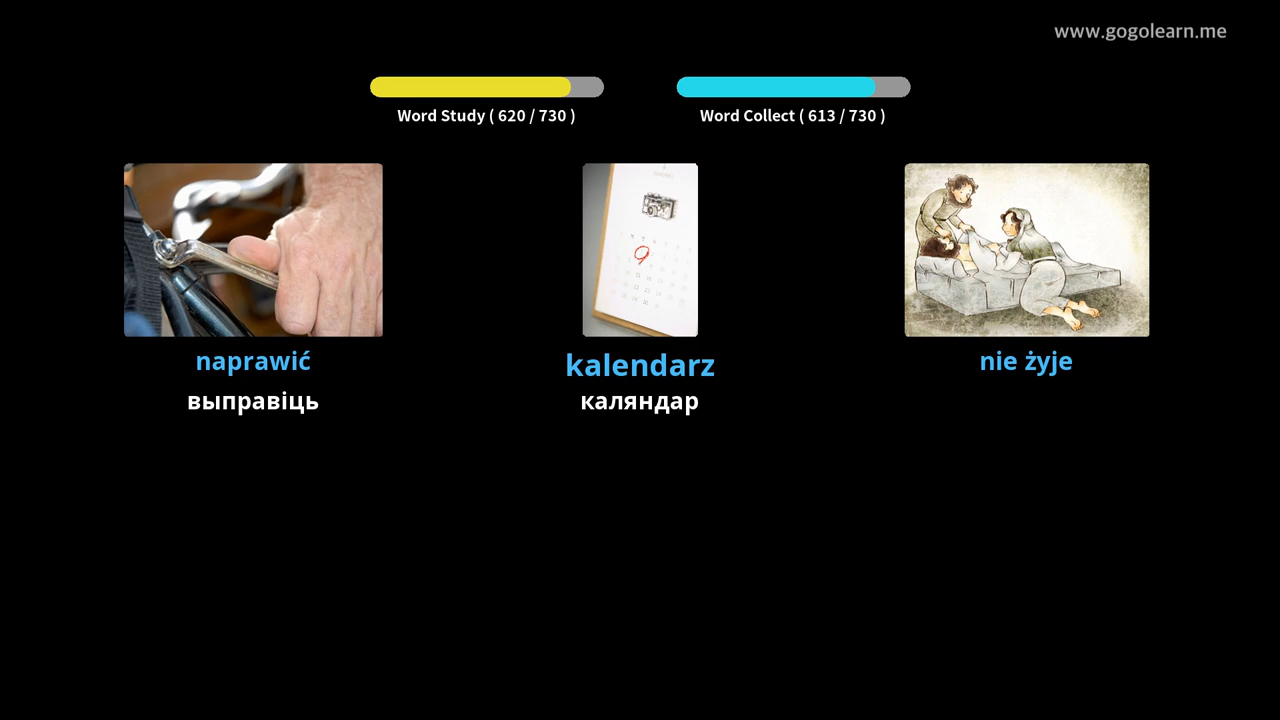 www.gogolearn.me
Word Study ( 620 / 730 )
Word Collect ( 613 / 730 )
naprawić
выправіць
kalendarz
каляндар
nie żyje